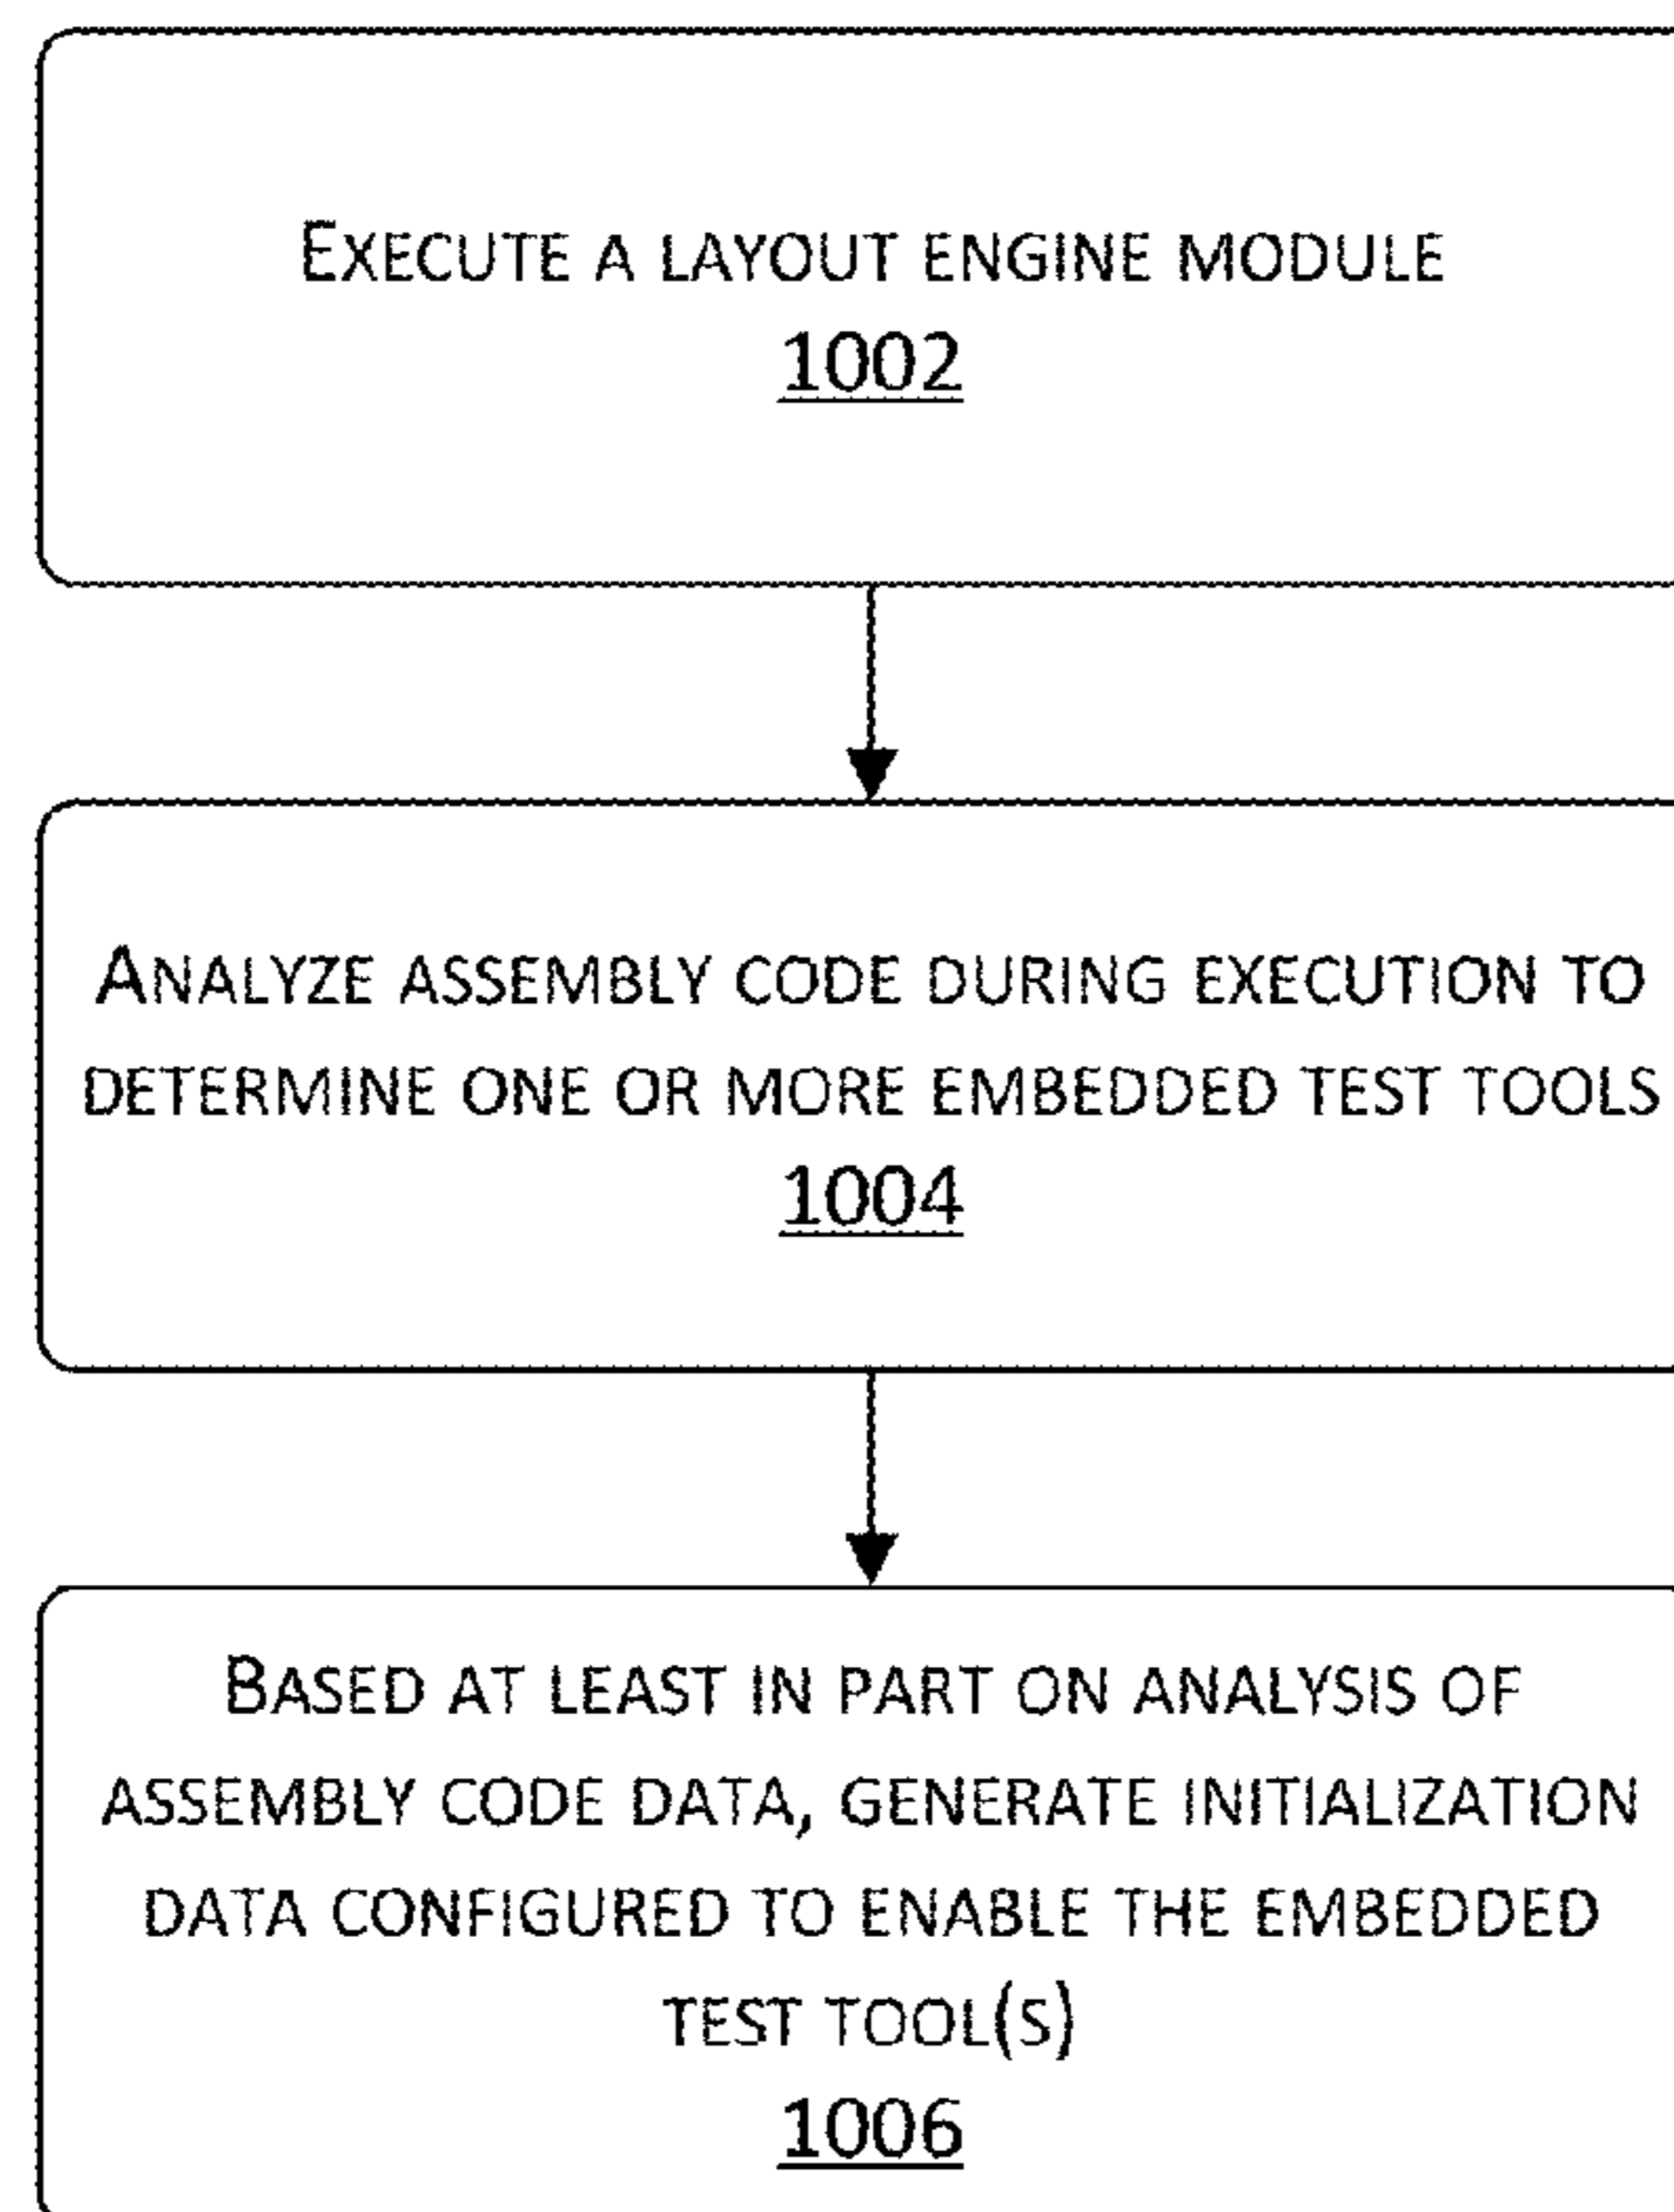 Execute a layout engine module
1002
Analyze assembly code during execution to
determine one or more embedded test tools
1004
Based at least in part on analysis of
assembly code data, generate initialization
data configured to enable the embedded
test tool(s)
1006